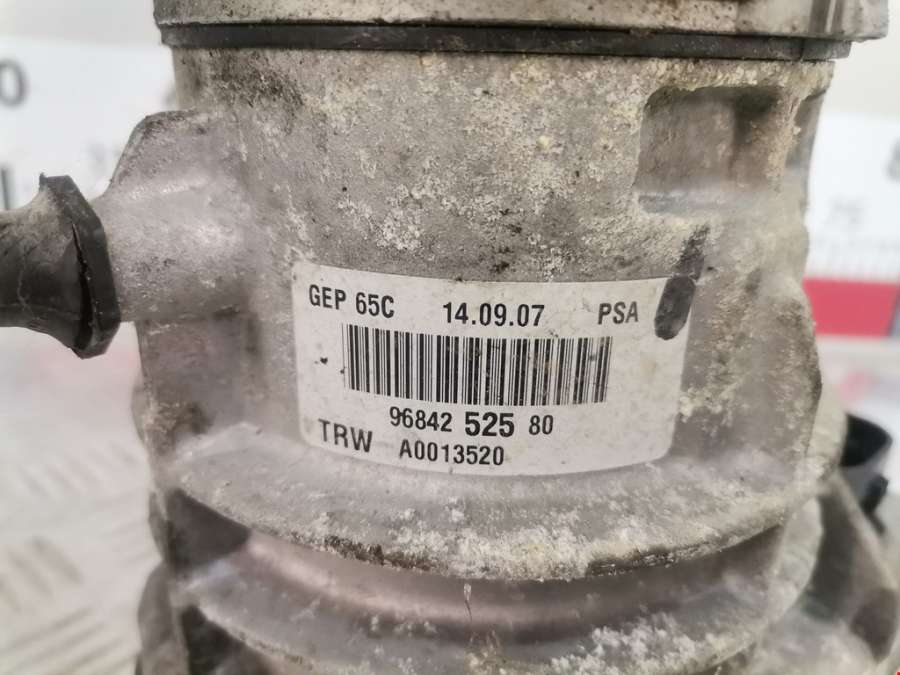 GEP 65C 14.09.07 PSA
96842 525 80
TRW A0013520